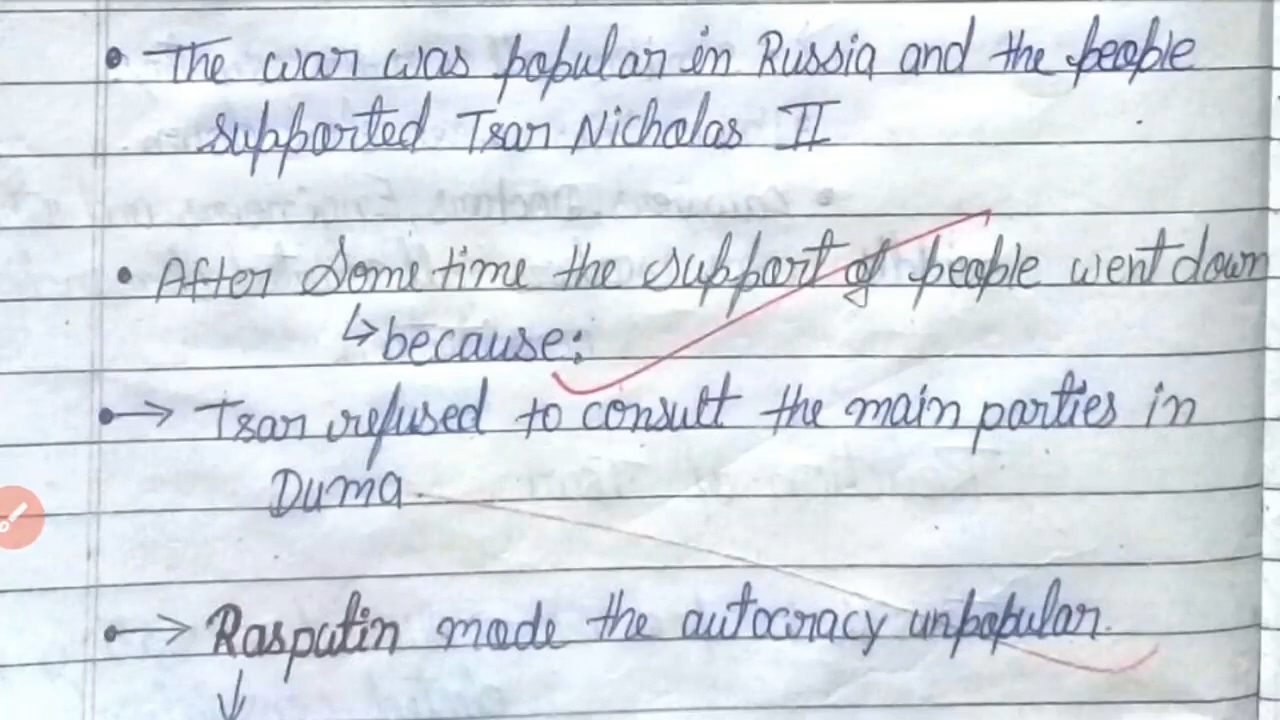 • The war was popular in Russia and the people
supported Tsar Nicholas II
• After Some time the support of people went down
↳ because:
•→ Tsar refused to consult the main parties in
Duma
•→ Rasputin made the autocracy unpopular.
↓